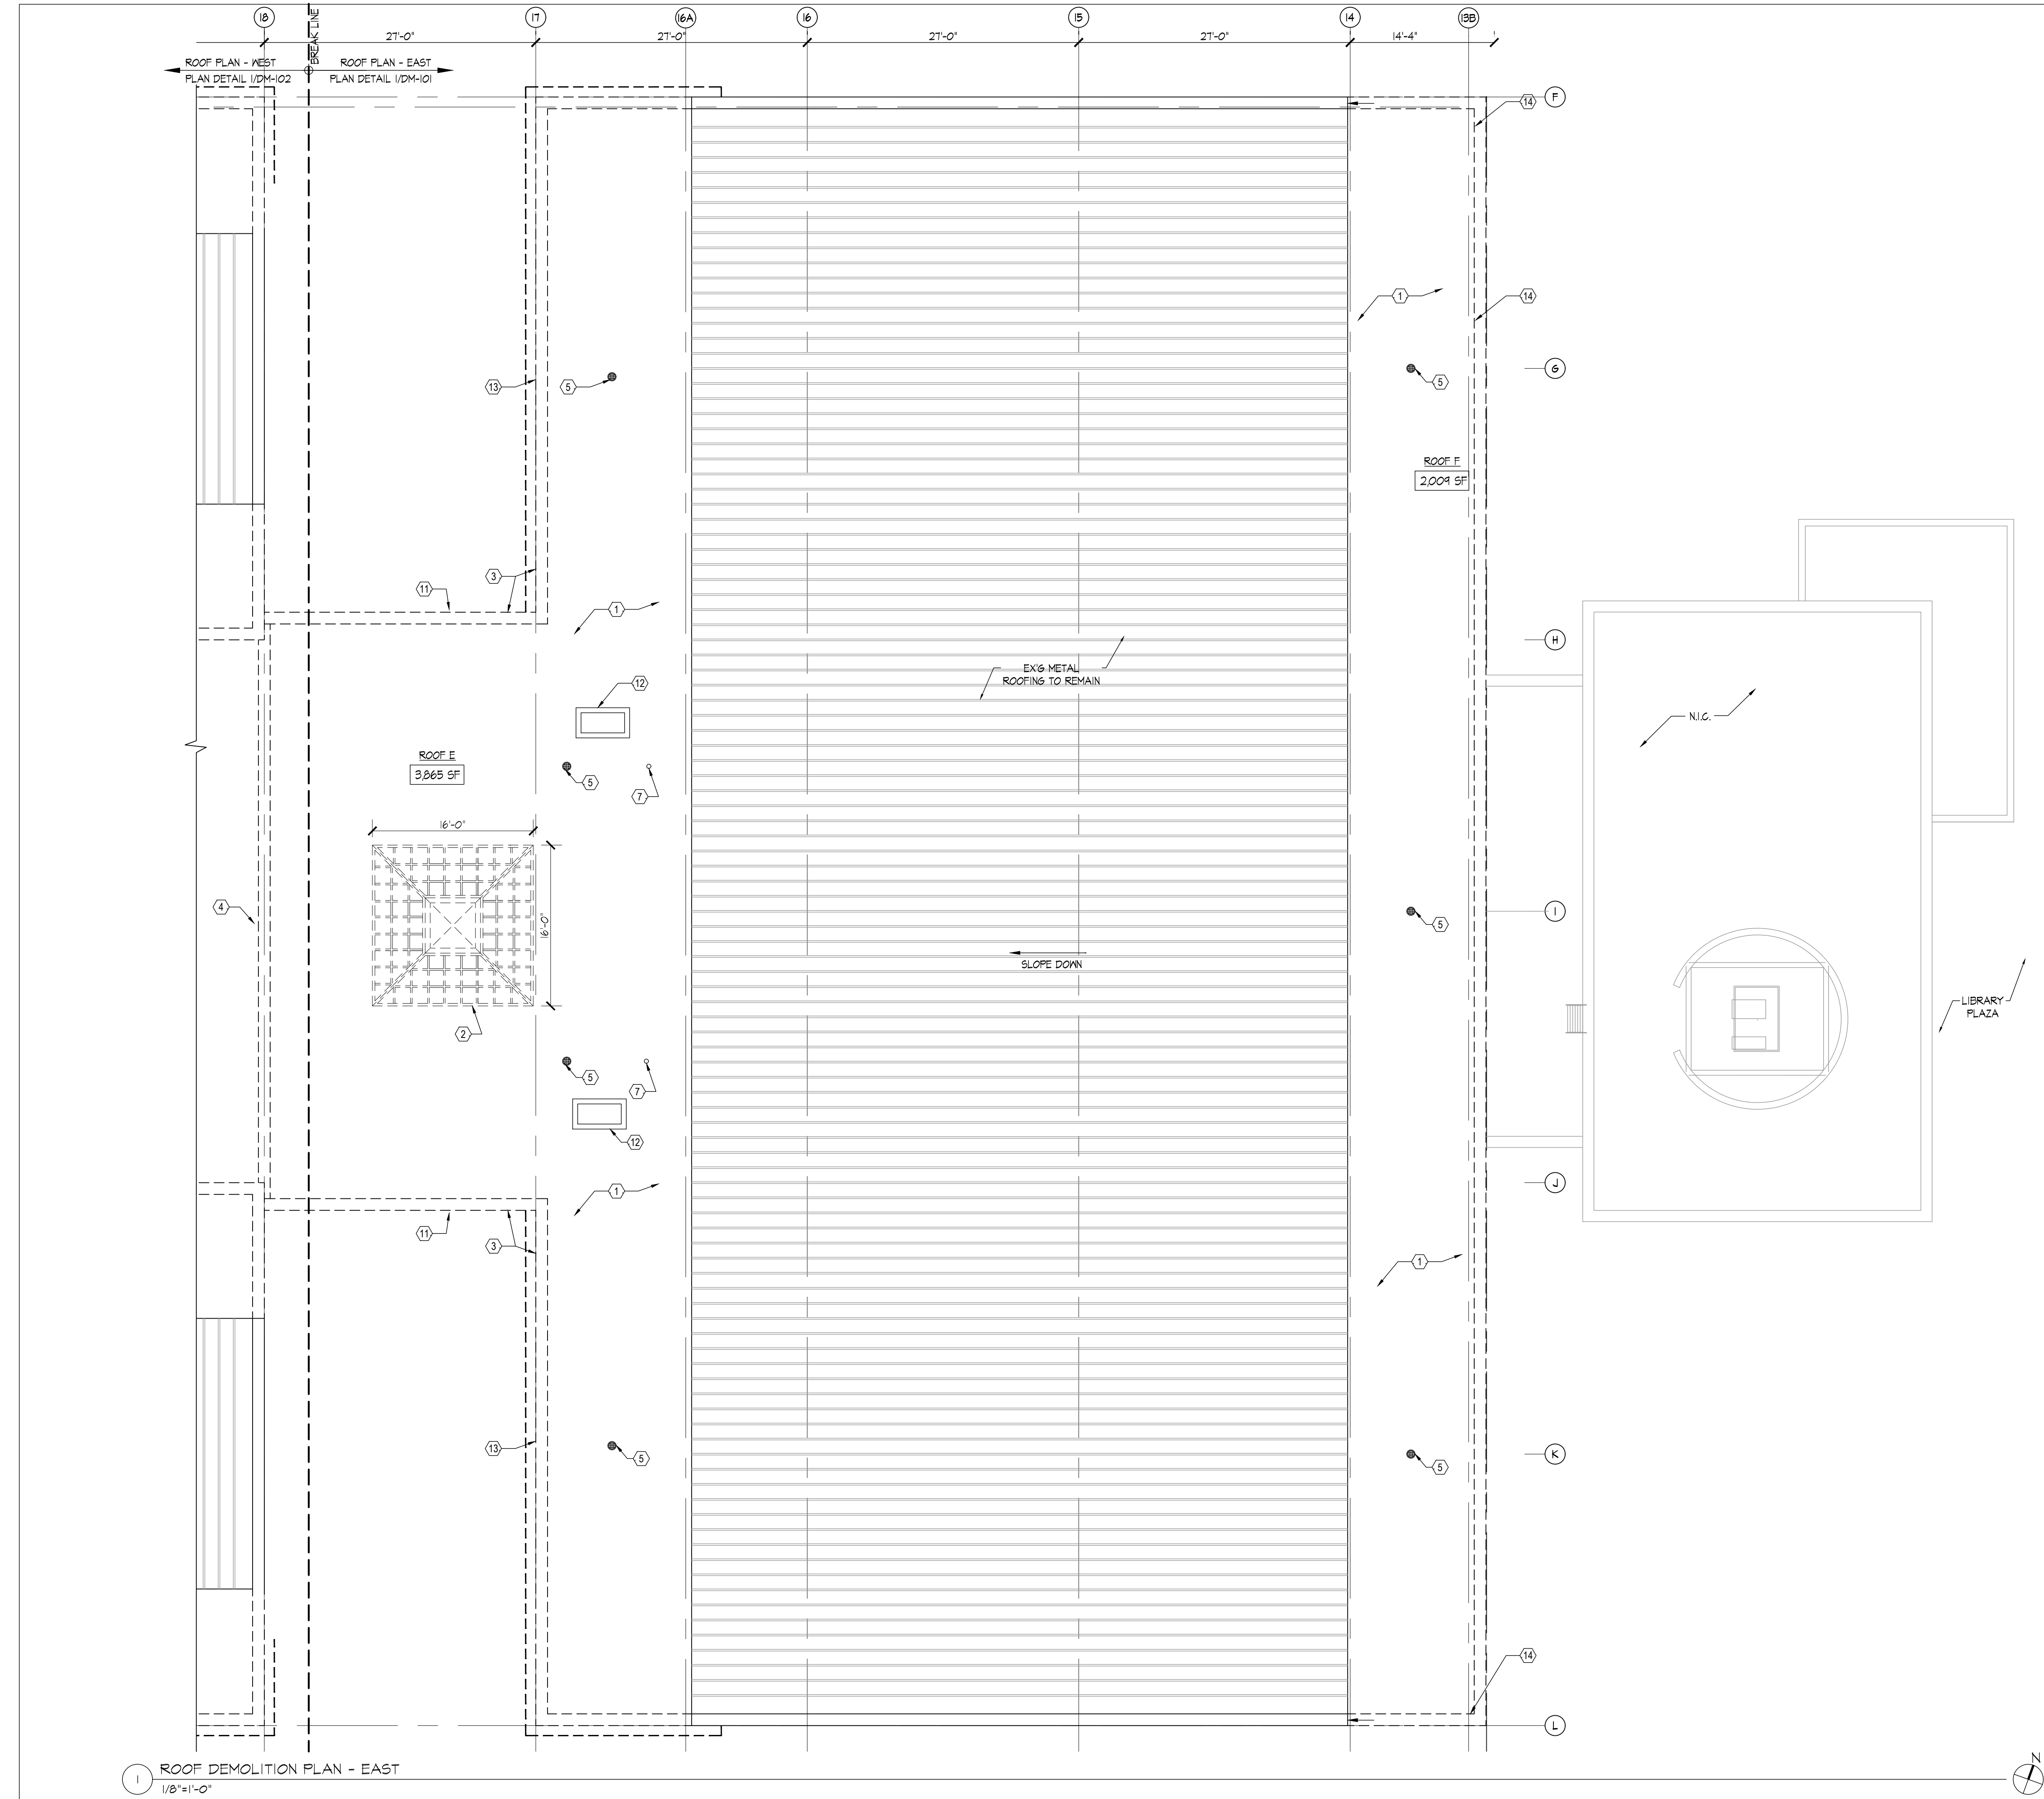 18
17
16A
16
15
14
13B
BREAK LINE
27'-0"
27'-0"
27'-0"
27'-0"
14'-4"
ROOF PLAN - WEST
PLAN DETAIL 1/DM-102
ROOF PLAN - EAST
PLAN DETAIL 1/DM-101
F
14
1
14
G
13
5
5
ROOF F
2,009 SF
3
11
1
H
EX'G METAL
ROOFING TO REMAIN
12
N.I.C.
ROOF E
3,865 SF
5
7
16'-0"
16'-0"
4
5
I
SLOPE DOWN
LIBRARY
PLAZA
2
5
7
12
J
1
11
3
1
13
5
5
K
14
L
1
ROOF DEMOLITION PLAN - EAST
1/8"=1'-0"
N